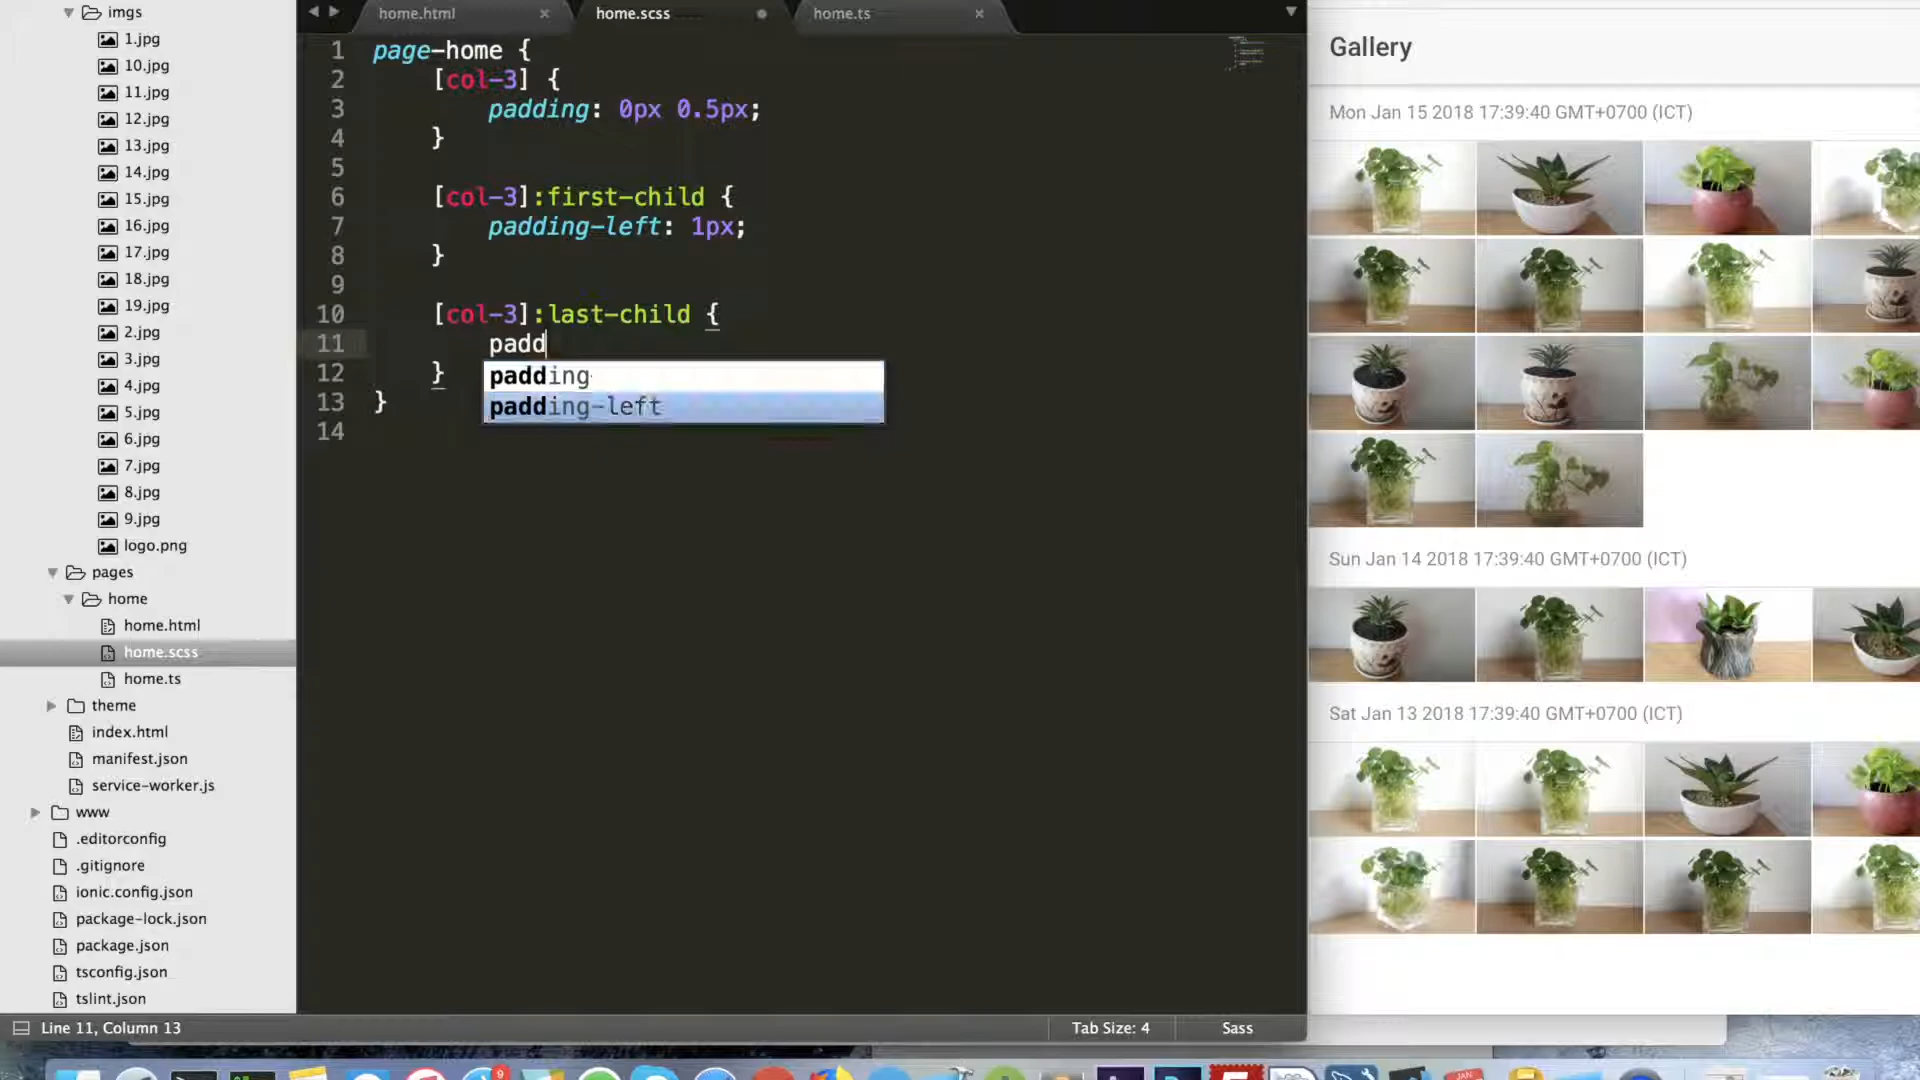 imgs
1.jpg
10.jpg
11.jpg
12.jpg
13.jpg
14.jpg
15.jpg
16.jpg
17.jpg
18.jpg
19.jpg
2.jpg
3.jpg
4.jpg
5.jpg
6.jpg
7.jpg
8.jpg
9.jpg
logo.png
pages
home
home.html
home.scss
home.ts
theme
index.html
manifest.json
service-worker.js
www
.editorconfig
.gitignore
ionic.config.json
package-lock.json
package.json
tsconfig.json
tslint.json
home.html
home.scss
home.ts
1 page-home {
2 [col-3] {
3 padding: 0px 0.5px;
4 }
5
6 [col-3]:first-child {
7 padding-left: 1px;
8 }
9
10 [col-3]:last-child {
11 padd
12 }
13 }
14
padding
padding-left
Gallery
Mon Jan 15 2018 17:39:40 GMT+0700 (ICT)
Sun Jan 14 2018 17:39:40 GMT+0700 (ICT)
Sat Jan 13 2018 17:39:40 GMT+0700 (ICT)
Line 11, Column 13
Tab Size: 4
Sass
9
JAN